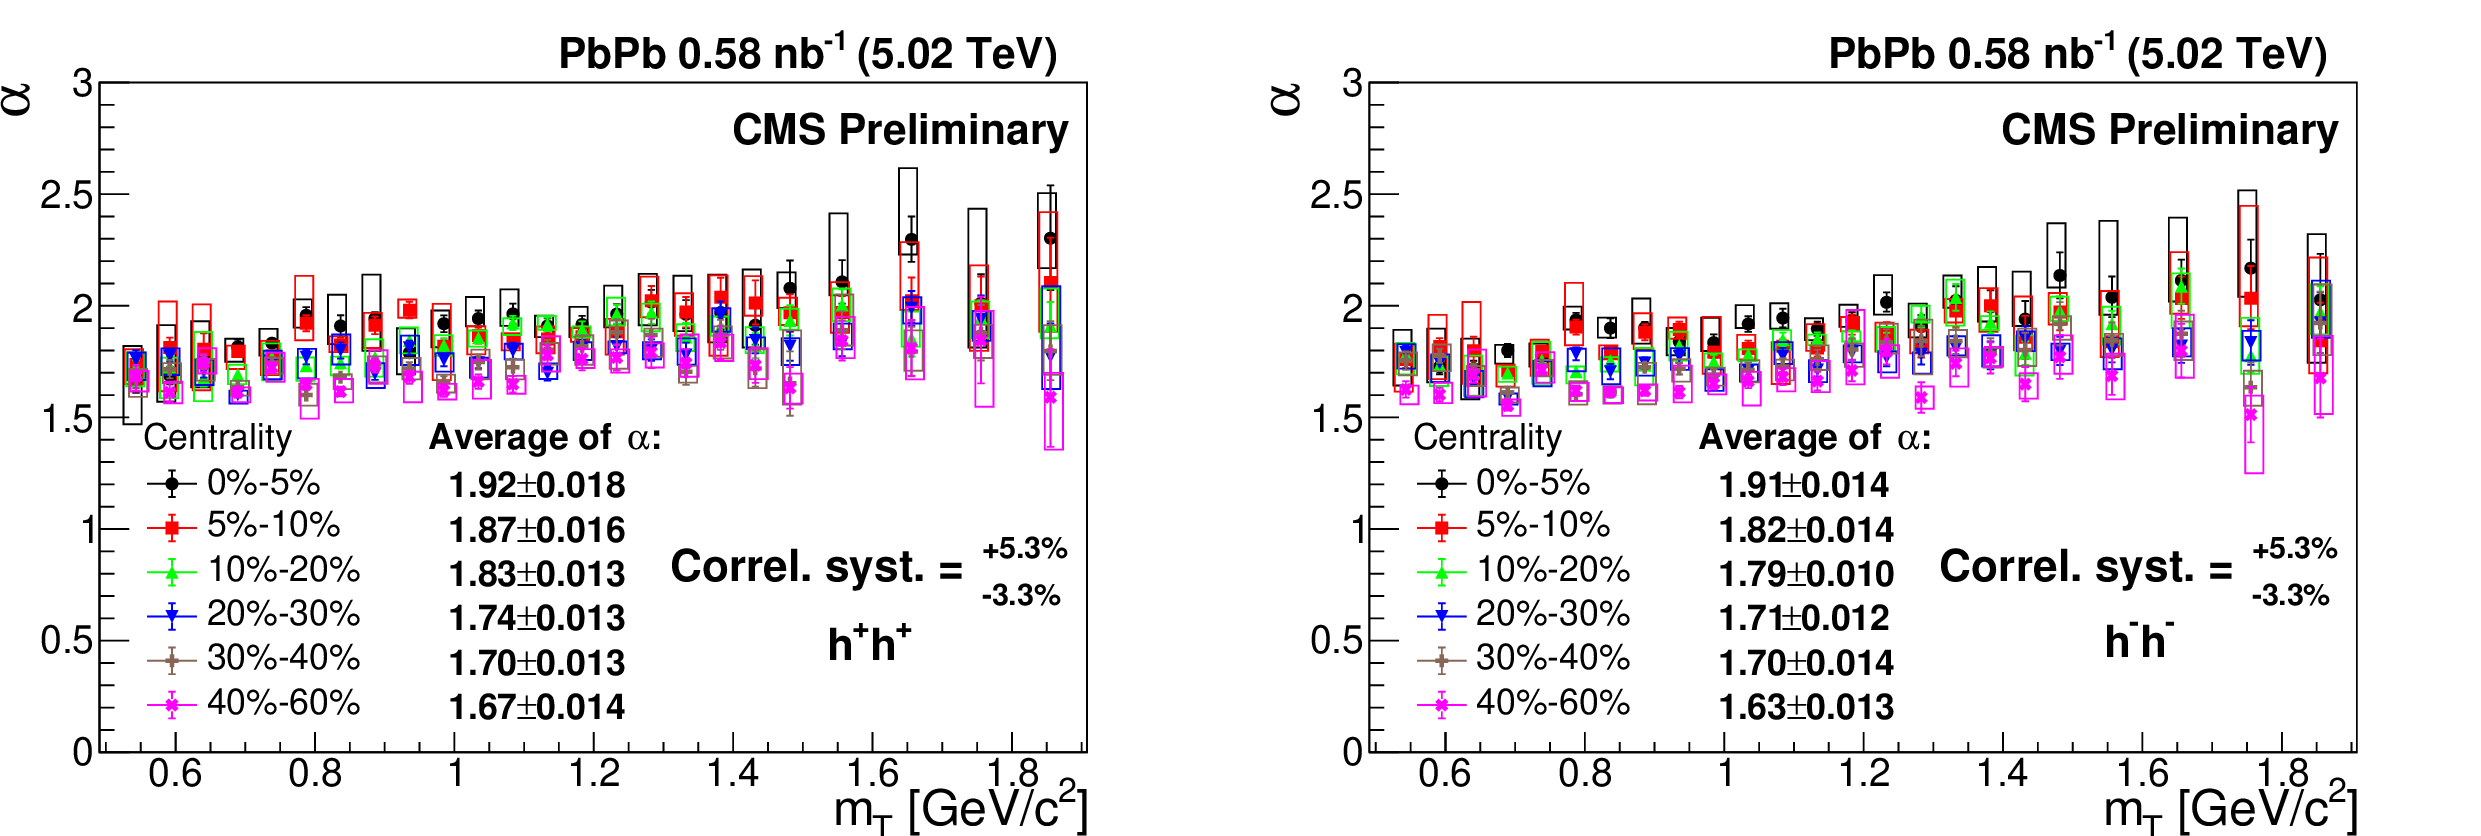 PbPb 0.58 nb⁻¹ (5.02 TeV)
α
3
2.5
2
1.5
1
0.5
0
CMS Preliminary
Centrality Average of α:
0%-5% 1.92±0.018
5%-10% 1.87±0.016
10%-20% 1.83±0.013
20%-30% 1.74±0.013
30%-40% 1.70±0.013
40%-60% 1.67±0.014
Correl. syst. = +5.3% -3.3%
h⁺h⁺
0.6 0.8 1 1.2 1.4 1.6 1.8
m_T [GeV/c²]
PbPb 0.58 nb⁻¹ (5.02 TeV)
α
3
2.5
2
1.5
1
0.5
0
CMS Preliminary
Centrality Average of α:
0%-5% 1.91±0.014
5%-10% 1.82±0.014
10%-20% 1.79±0.010
20%-30% 1.71±0.012
30%-40% 1.70±0.014
40%-60% 1.63±0.013
Correl. syst. = +5.3% -3.3%
h⁻h⁻
0.6 0.8 1 1.2 1.4 1.6 1.8
m_T [GeV/c²]